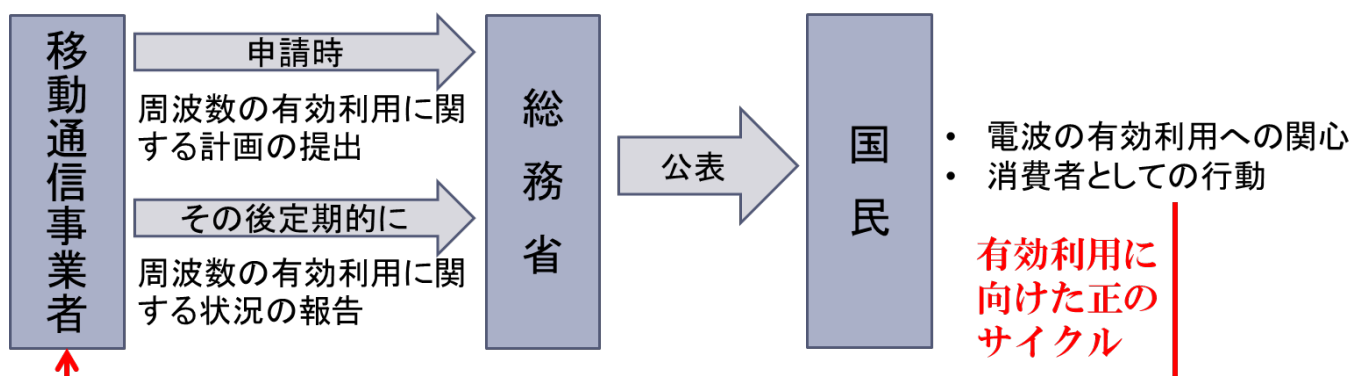 移動通信事業者
申請時
周波数の有効利用に関
する計画の提出
その後定期的に
周波数の有効利用に関
する状況の報告
総務省
公表
国民
• 電波の有効利用への関心
• 消費者としての行動
有効利用に
向けた正の
サイクル